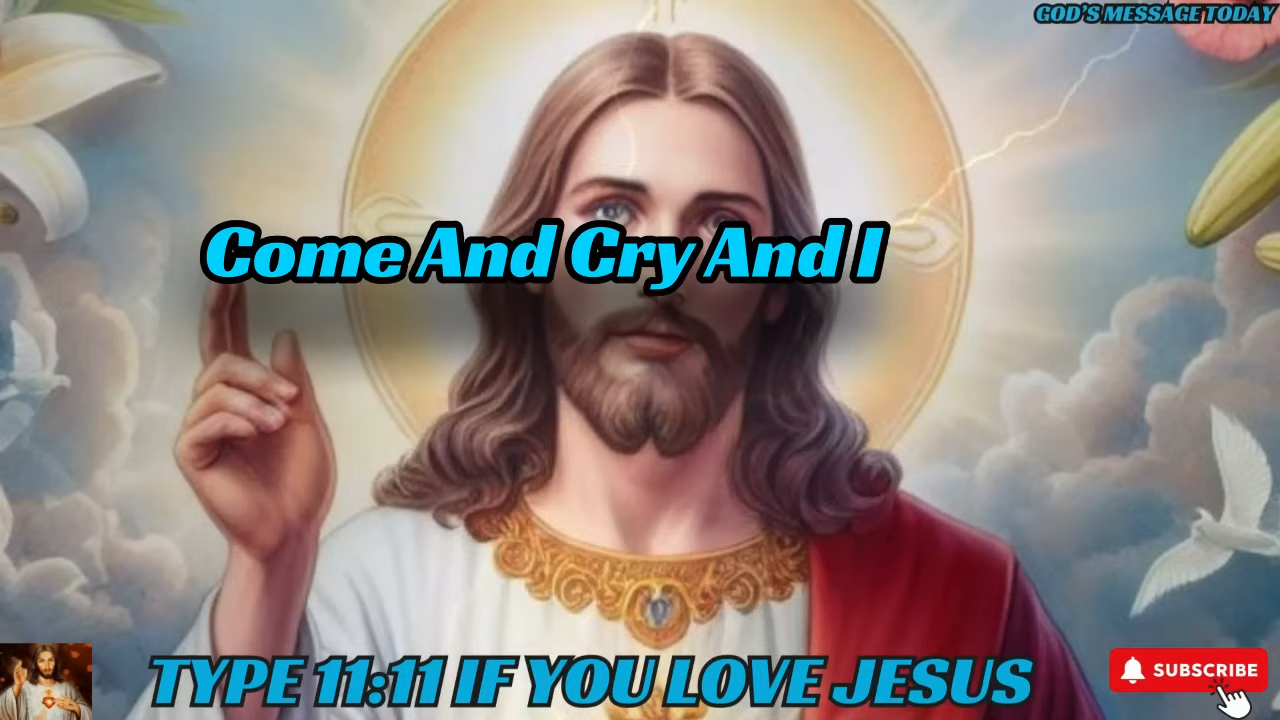 GOD'S MESSAGE TODAY
Come And Cry And I
TYPE 11:11 IF YOU LOVE JESUS
SUBSCRIBE